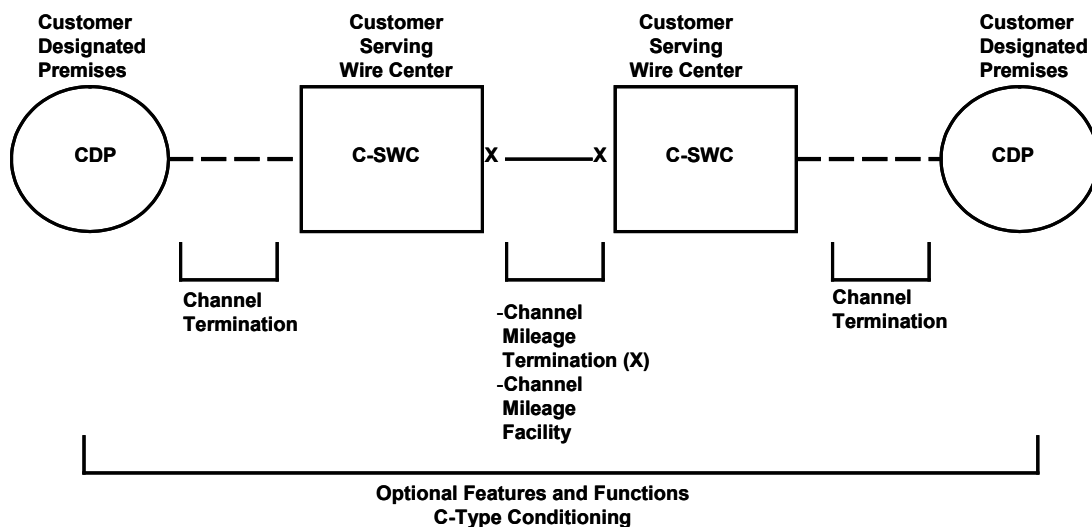 Customer
Designated
Premises
Customer
Serving
Wire Center
Customer
Serving
Wire Center
Customer
Designated
Premises
CDP
C-SWC
X
X
C-SWC
CDP
Channel
Termination
-Channel
Mileage
Termination (X)
-Channel
Mileage
Facility
Channel
Termination
Optional Features and Functions
C-Type Conditioning